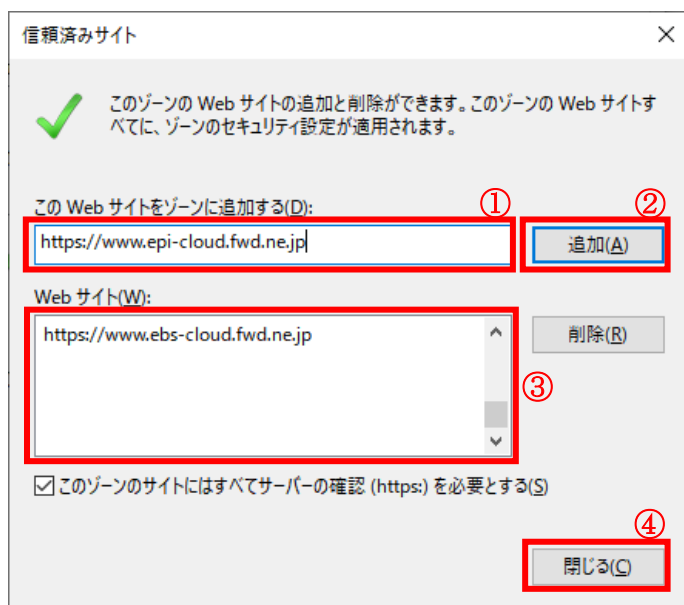 信頼済みサイト
このゾーンの Web サイトの追加と削除ができます。このゾーンの Web サイトす
べてに、ゾーンのセキュリティ設定が適用されます。
この Web サイトをゾーンに追加する(D):
①
②
https://www.epi-cloud.fwd.ne.jp
追加(A)
Web サイト(W):
https://www.ebs-cloud.fwd.ne.jp
削除(R)
③
このゾーンのサイトにはすべてサーバーの確認 (https:) を必要とする(S)
④
閉じる(C)